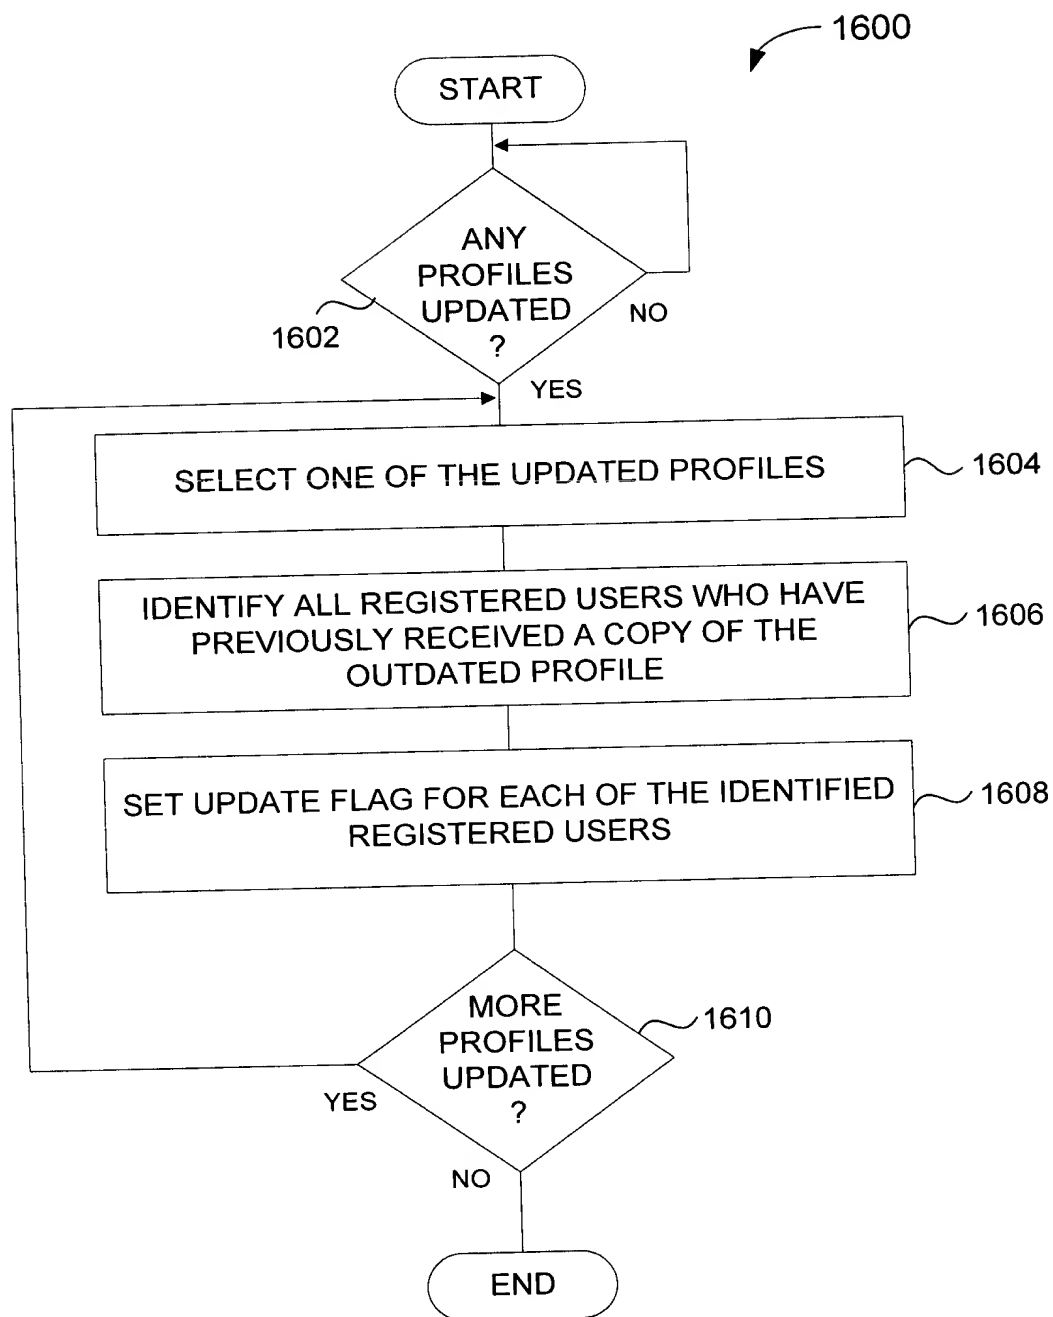 1600
START
ANY
PROFILES
UPDATED
?
1602
NO
YES
SELECT ONE OF THE UPDATED PROFILES
1604
IDENTIFY ALL REGISTERED USERS WHO HAVE
PREVIOUSLY RECEIVED A COPY OF THE
OUTDATED PROFILE
1606
SET UPDATE FLAG FOR EACH OF THE IDENTIFIED
REGISTERED USERS
1608
MORE
PROFILES
UPDATED
?
1610
YES
NO
END